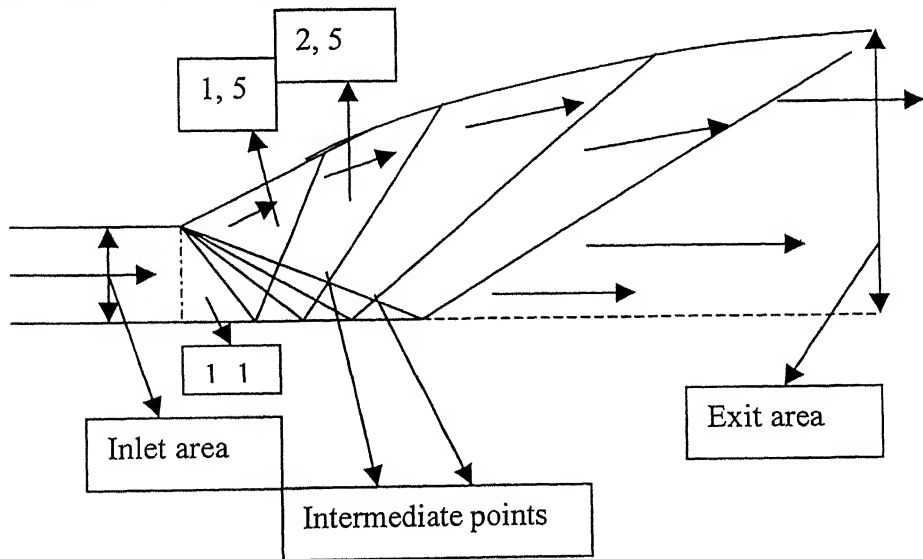 2, 5
1, 5
1 1
Inlet area
Exit area
Intermediate points